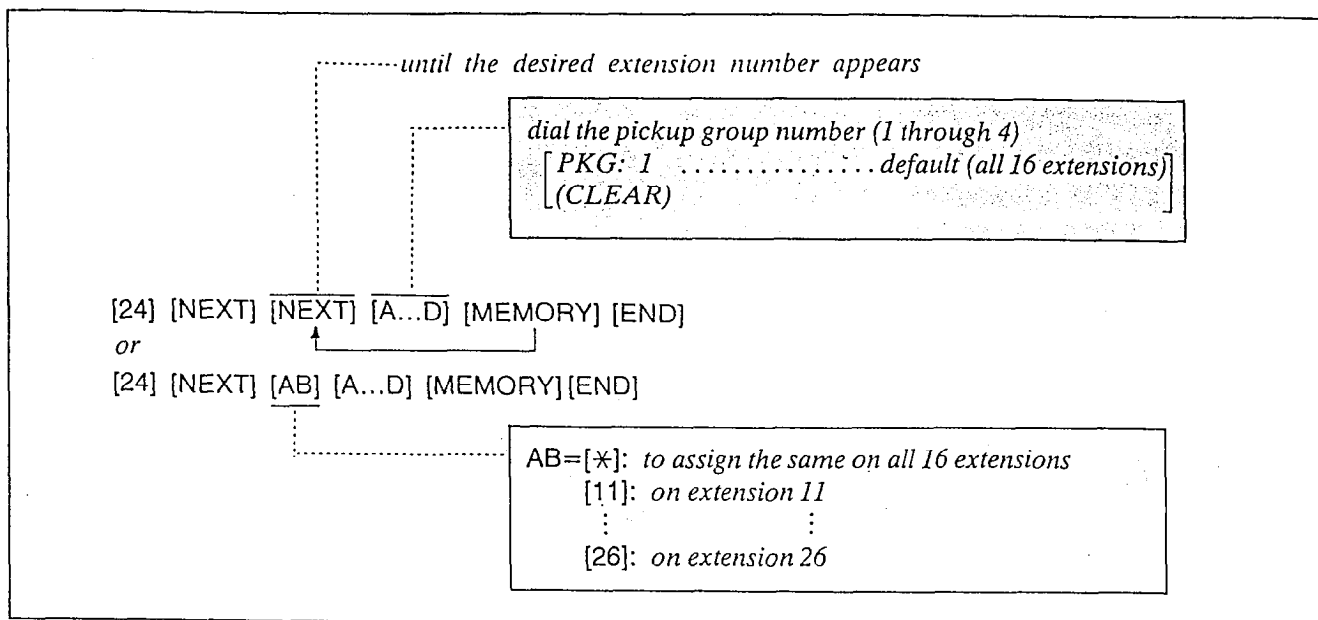 until the desired extension number appears
dial the pickup group number (1 through 4)
[PKG: 1 ............... default (all 16 extensions)
(CLEAR)]
[24] [NEXT] [NEXT] [A...D] [MEMORY] [END]
or
[24] [NEXT] [AB] [A...D] [MEMORY] [END]
AB=[✳]: to assign the same on all 16 extensions
[11]: on extension 11
⋮ ⋮
[26]: on extension 26